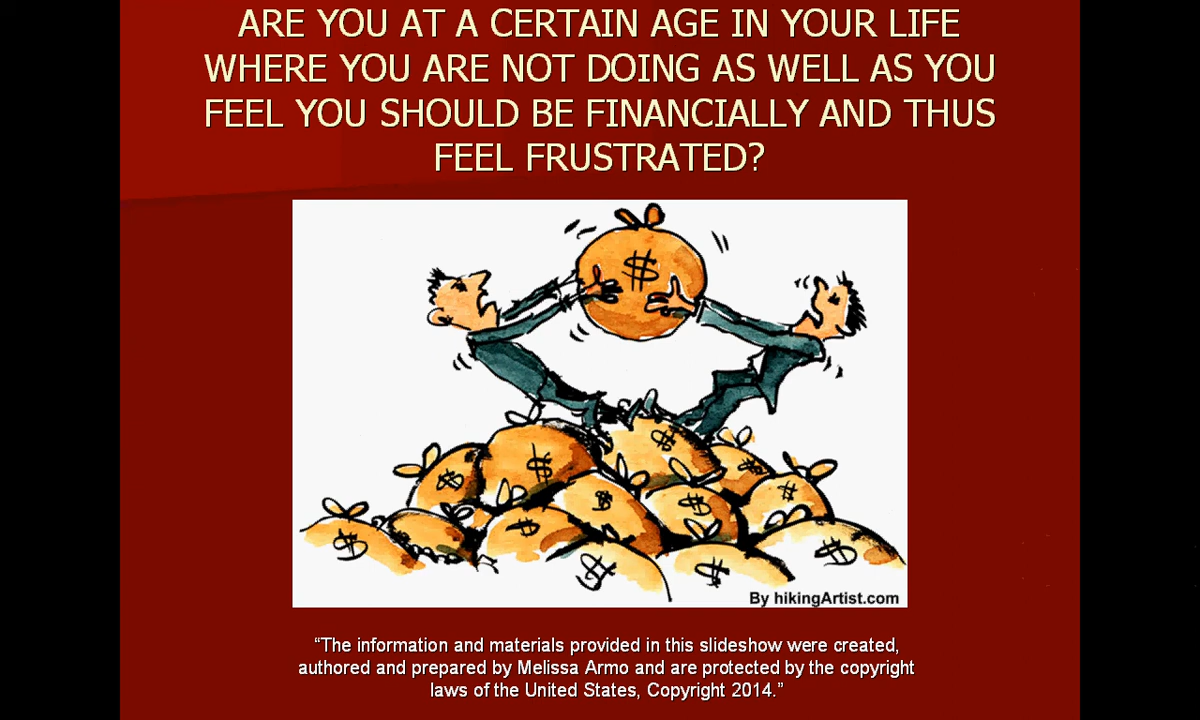 ARE YOU AT A CERTAIN AGE IN YOUR LIFE
WHERE YOU ARE NOT DOING AS WELL AS YOU
FEEL YOU SHOULD BE FINANCIALLY AND THUS
FEEL FRUSTRATED?
$
$
$
$
$
$
$
$
$
$
$
$
$
By hikingArtist.com
“The information and materials provided in this slideshow were created,
authored and prepared by Melissa Armo and are protected by the copyright
laws of the United States, Copyright 2014.”